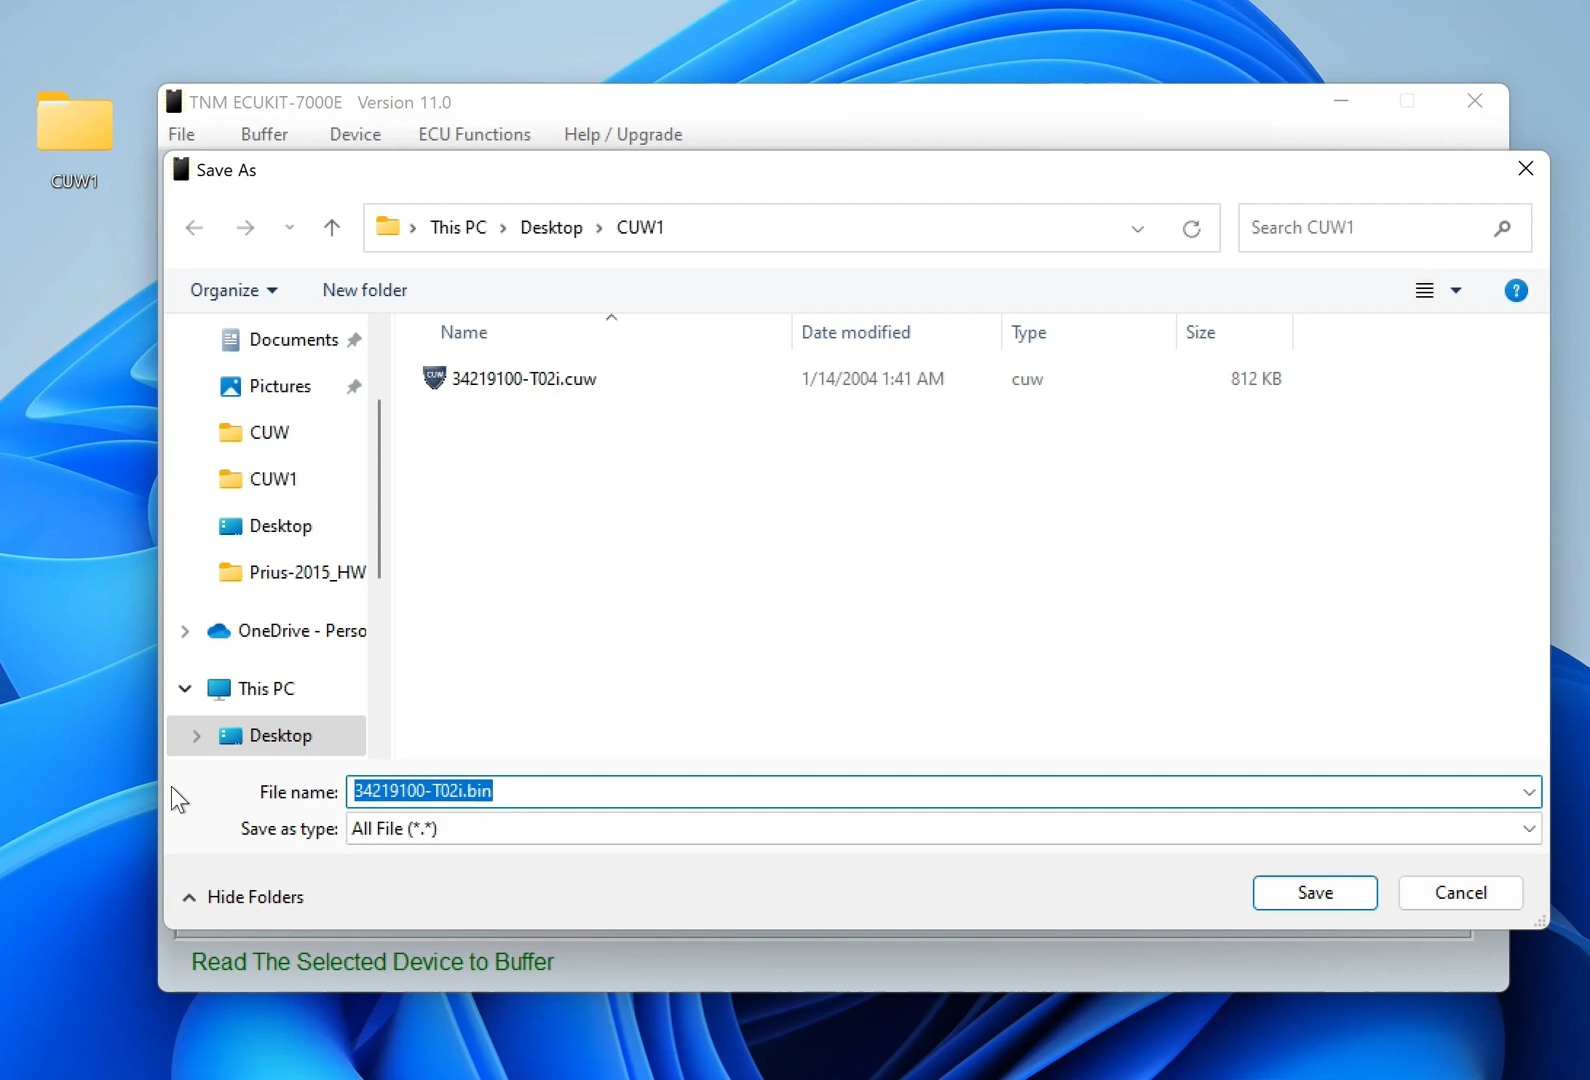 CUW1
TNM ECUKIT-7000E Version 11.0
File Buffer Device ECU Functions Help / Upgrade
Save As
This PC Desktop CUW1
Search CUW1
Organize New folder
?
Documents
Pictures
CUW
CUW1
Desktop
Prius-2015_HW
OneDrive - Perso
This PC
Desktop
Name Date modified Type Size
CUW 34219100-T02i.cuw 1/14/2004 1:41 AM cuw 812 KB
File name: 34219100-T02i.bin
Save as type: All File (*.*)
Hide Folders
Save Cancel
Read The Selected Device to Buffer